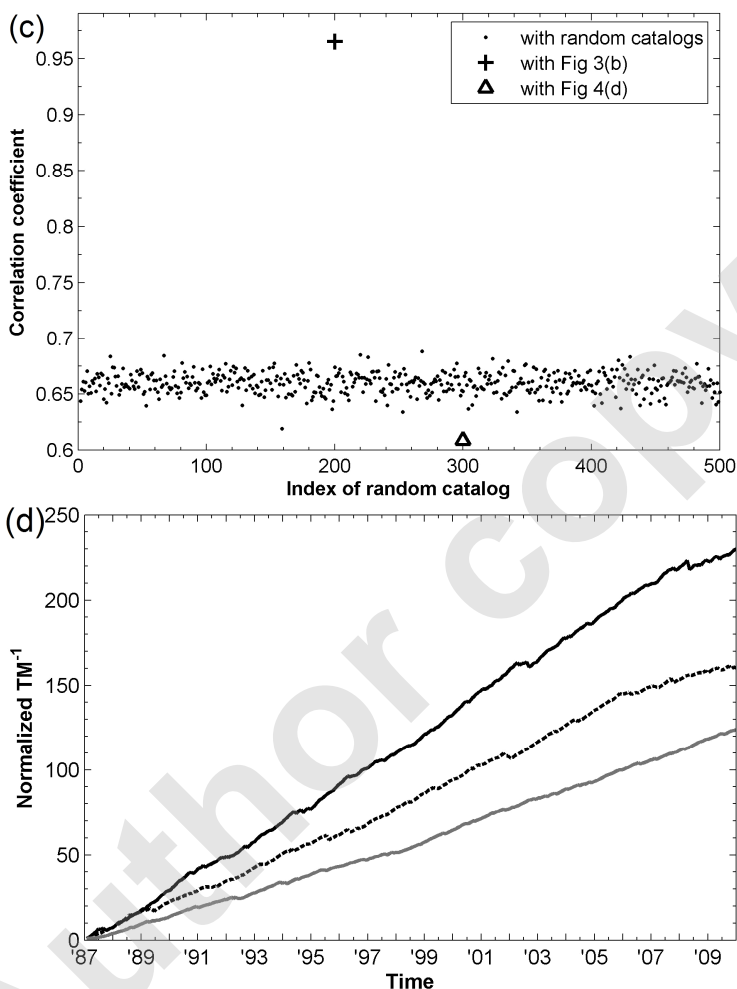 (c)
0.95
0.9
0.85
0.8
0.75
0.7
0.65
0.6
Correlation coefficient
with random catalogs
with Fig 3(b)
with Fig 4(d)
0 100 200 300 400 500
Index of random catalog
(d)
250
200
150
100
50
0
Normalized TM⁻¹
'87 '89 '91 '93 '95 '97 '99 '01 '03 '05 '07 '09
Time
Author copy